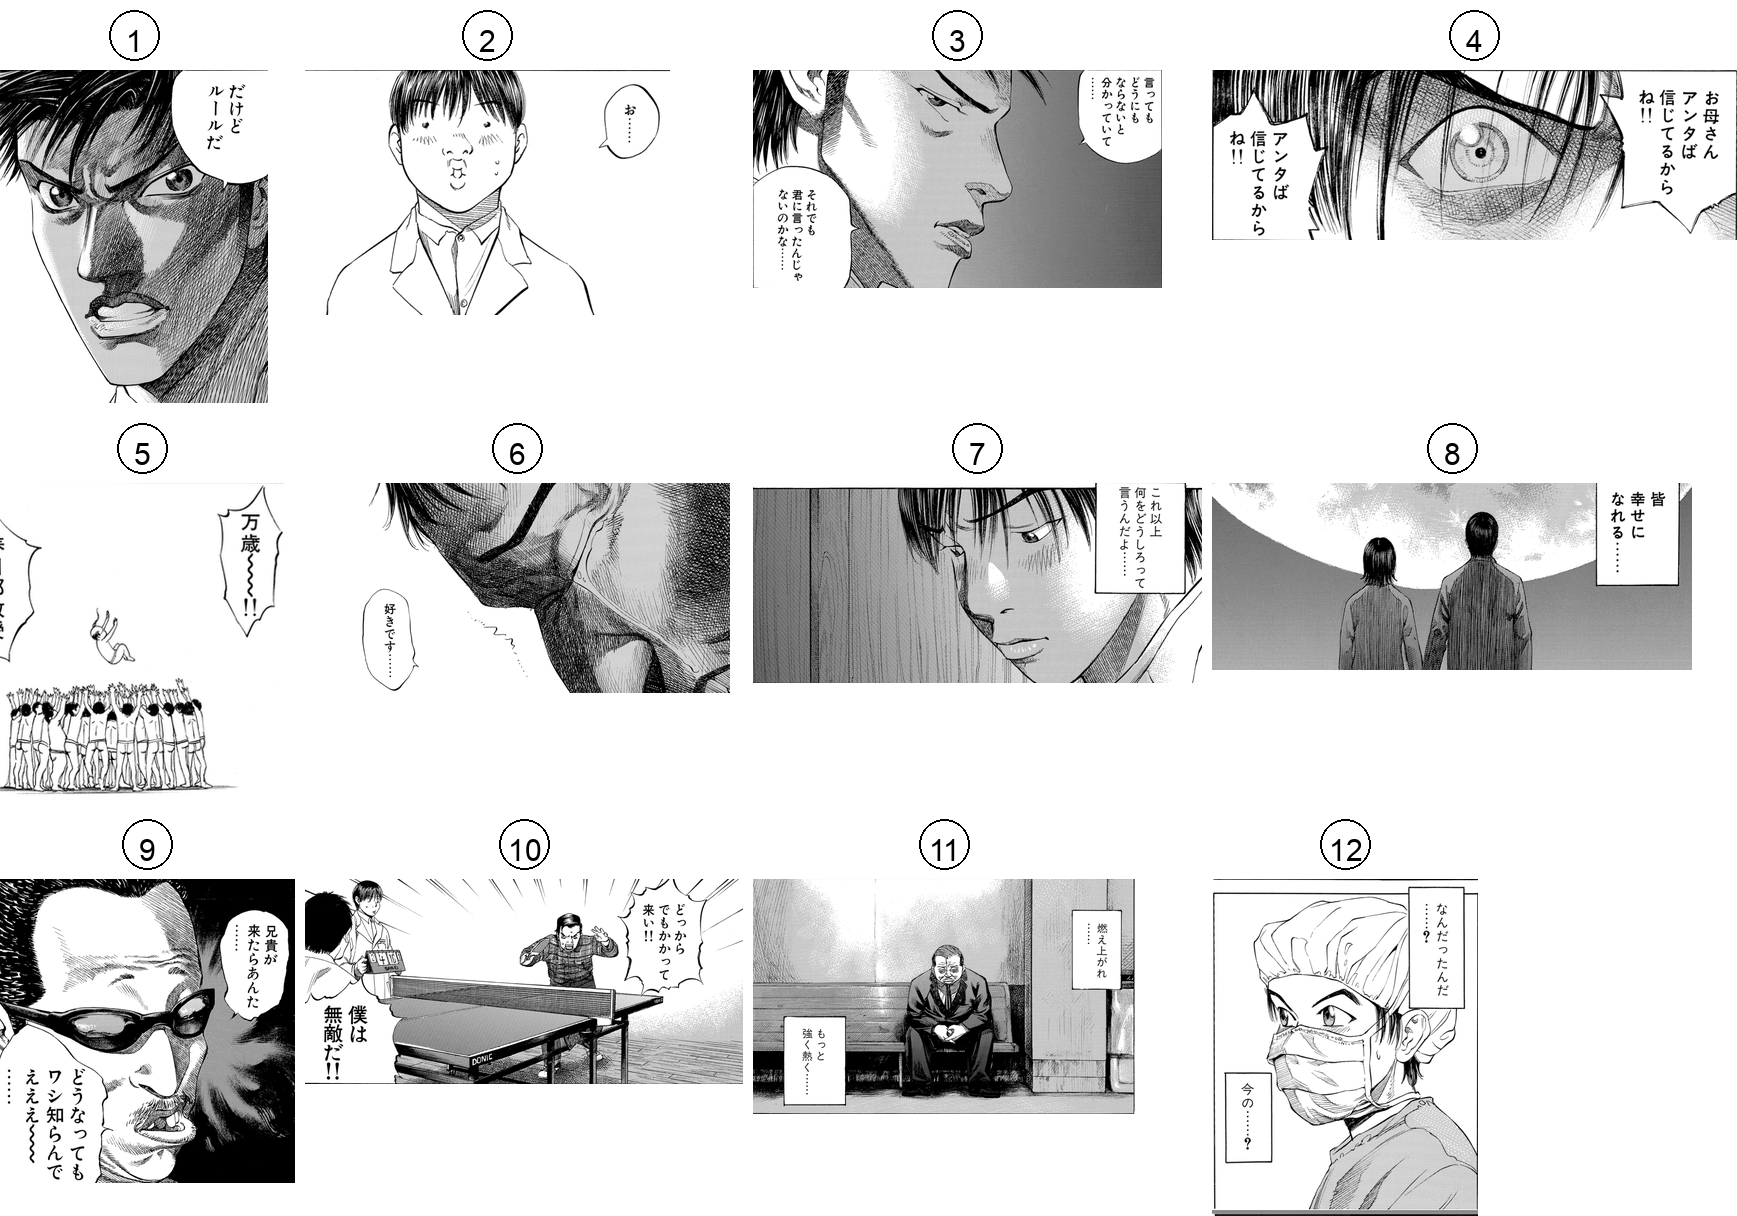 1
だけど
ルールだ
2
お……
3
言っても
どうにも
ならないと
分かっていて
……
それでも
君に言ったんじゃ
ないのかな……
4
お母さん
アンタば
信じてるから
ね!!
アンタば
信じてるから
ね!!
5
万歳〜〜〜!!
6
好きです……
7
これ以上
何をどうしろって
言うんだよ……
8
皆
幸せに
なれる……
9
兄貴が
来たらあんた
……
どうなっても
ワシ知らんで
えええ〜〜〜
……
10
どっから
でもかかって
来い!!
僕は
無敵だ!!
DONIC
11
燃え上がれ
……
もっと
強く熱く……
12
なんだったんだ
……?
今の……?